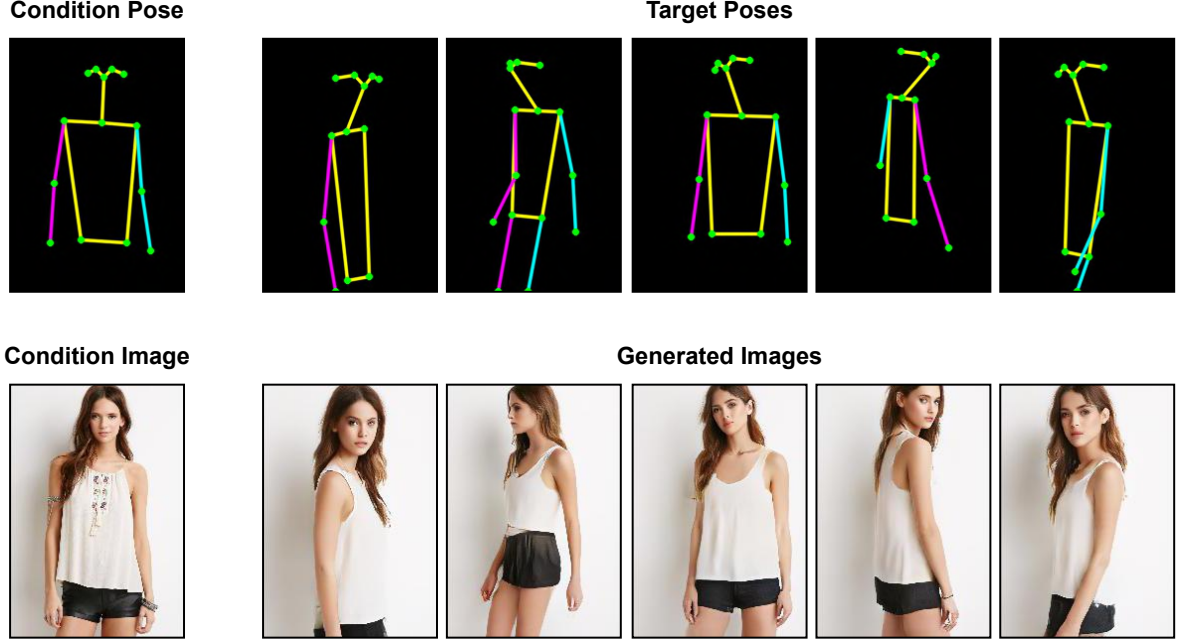 Condition Pose
Target Poses
Condition Image
Generated Images